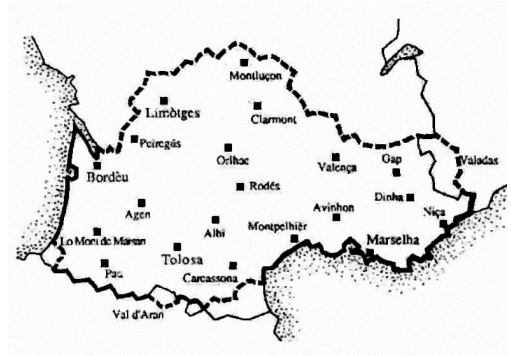 Montluçon
Limòtges
Clarmont
Peiregús
Orlhac
Valença
Gap
Valadas
Bordèu
Rodés
Dinha
Agen
Avinhon
Niça
Albi
Montpelhièr
Lo Mont de Marsan
Marselha
Tolosa
Pau
Carcassona
Val d'Aran